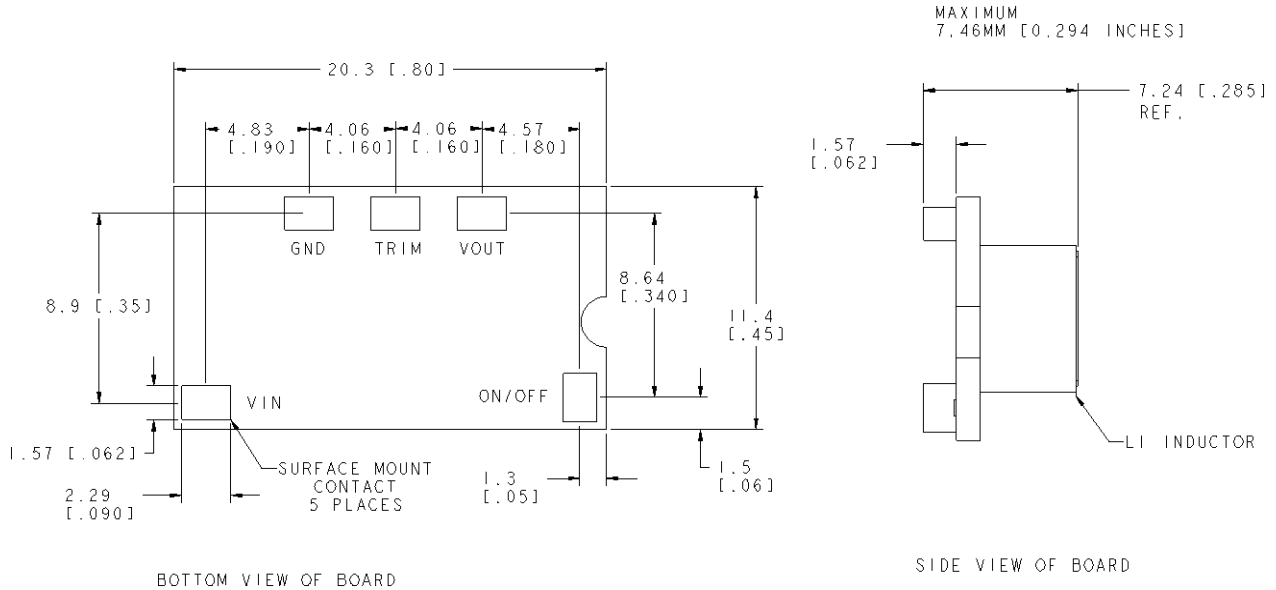 MAXIMUM
7.46MM [0.294 INCHES]
20.3 [.80]
7.24 [.285]
REF.
4.83
[.190]
4.06
[.160]
4.06
[.160]
4.57
[.180]
1.57
[.062]
GND
TRIM
VOUT
8.9 [.35]
8.64
[.340]
11.4
[.45]
VIN
ON/OFF
L1 INDUCTOR
1.57 [.062]
SURFACE MOUNT
CONTACT
5 PLACES
2.29
[.090]
1.3
[.05]
1.5
[.06]
BOTTOM VIEW OF BOARD
SIDE VIEW OF BOARD